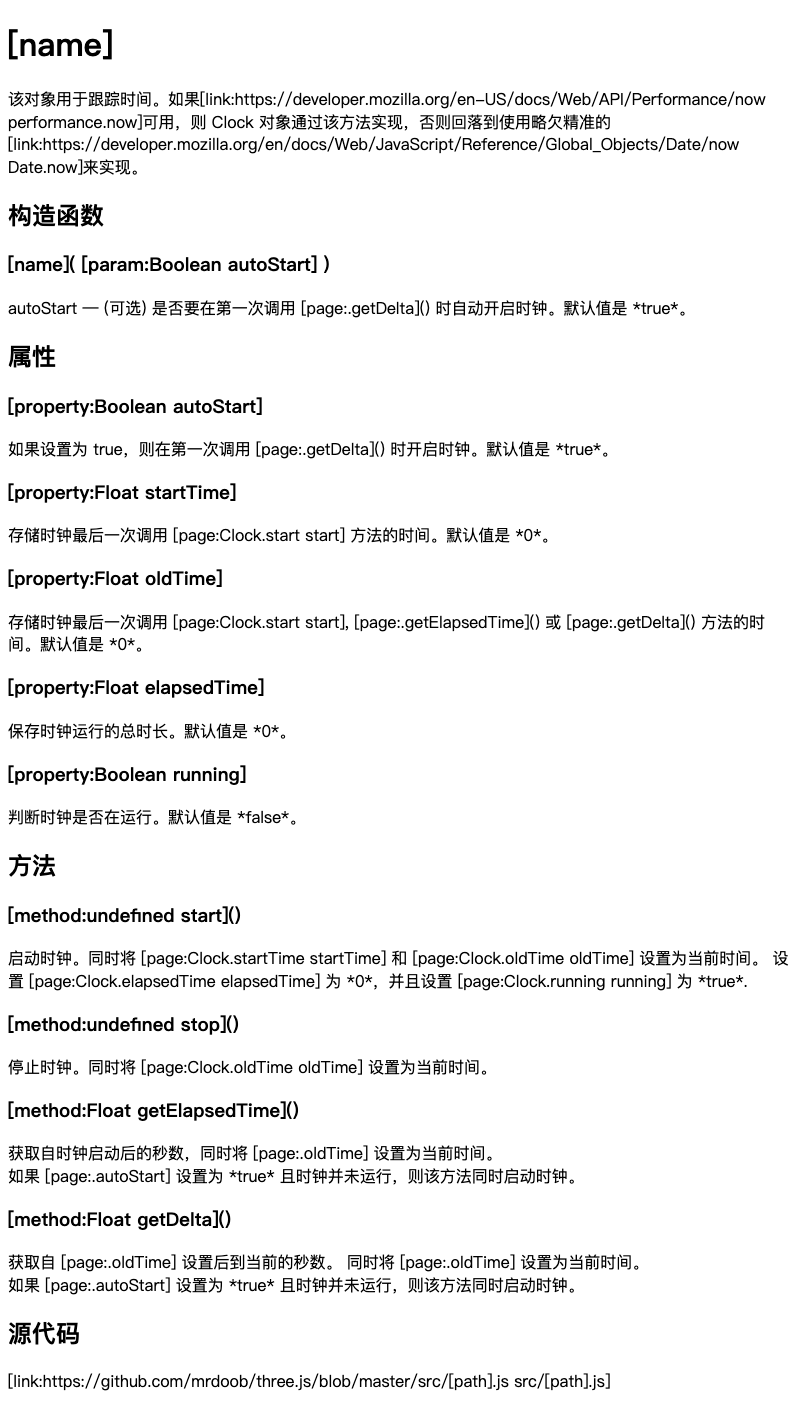 [name]
该对象用于跟踪时间。如果[link:https://developer.mozilla.org/en-US/docs/Web/API/Performance/now
performance.now]可用，则 Clock 对象通过该方法实现，否则回落到使用略欠精准的
[link:https://developer.mozilla.org/en/docs/Web/JavaScript/Reference/Global_Objects/Date/now
Date.now]来实现。
构造函数
[name]( [param:Boolean autoStart] )
autoStart — (可选) 是否要在第一次调用 [page:.getDelta]() 时自动开启时钟。默认值是 *true*。
属性
[property:Boolean autoStart]
如果设置为 true，则在第一次调用 [page:.getDelta]() 时开启时钟。默认值是 *true*。
[property:Float startTime]
存储时钟最后一次调用 [page:Clock.start start] 方法的时间。默认值是 *0*。
[property:Float oldTime]
存储时钟最后一次调用 [page:Clock.start start], [page:.getElapsedTime]() 或 [page:.getDelta]() 方法的时
间。默认值是 *0*。
[property:Float elapsedTime]
保存时钟运行的总时长。默认值是 *0*。
[property:Boolean running]
判断时钟是否在运行。默认值是 *false*。
方法
[method:undefined start]()
启动时钟。同时将 [page:Clock.startTime startTime] 和 [page:Clock.oldTime oldTime] 设置为当前时间。 设
置 [page:Clock.elapsedTime elapsedTime] 为 *0*，并且设置 [page:Clock.running running] 为 *true*.
[method:undefined stop]()
停止时钟。同时将 [page:Clock.oldTime oldTime] 设置为当前时间。
[method:Float getElapsedTime]()
获取自时钟启动后的秒数，同时将 [page:.oldTime] 设置为当前时间。
如果 [page:.autoStart] 设置为 *true* 且时钟并未运行，则该方法同时启动时钟。
[method:Float getDelta]()
获取自 [page:.oldTime] 设置后到当前的秒数。 同时将 [page:.oldTime] 设置为当前时间。
如果 [page:.autoStart] 设置为 *true* 且时钟并未运行，则该方法同时启动时钟。
源代码
[link:https://github.com/mrdoob/three.js/blob/master/src/[path].js src/[path].js]